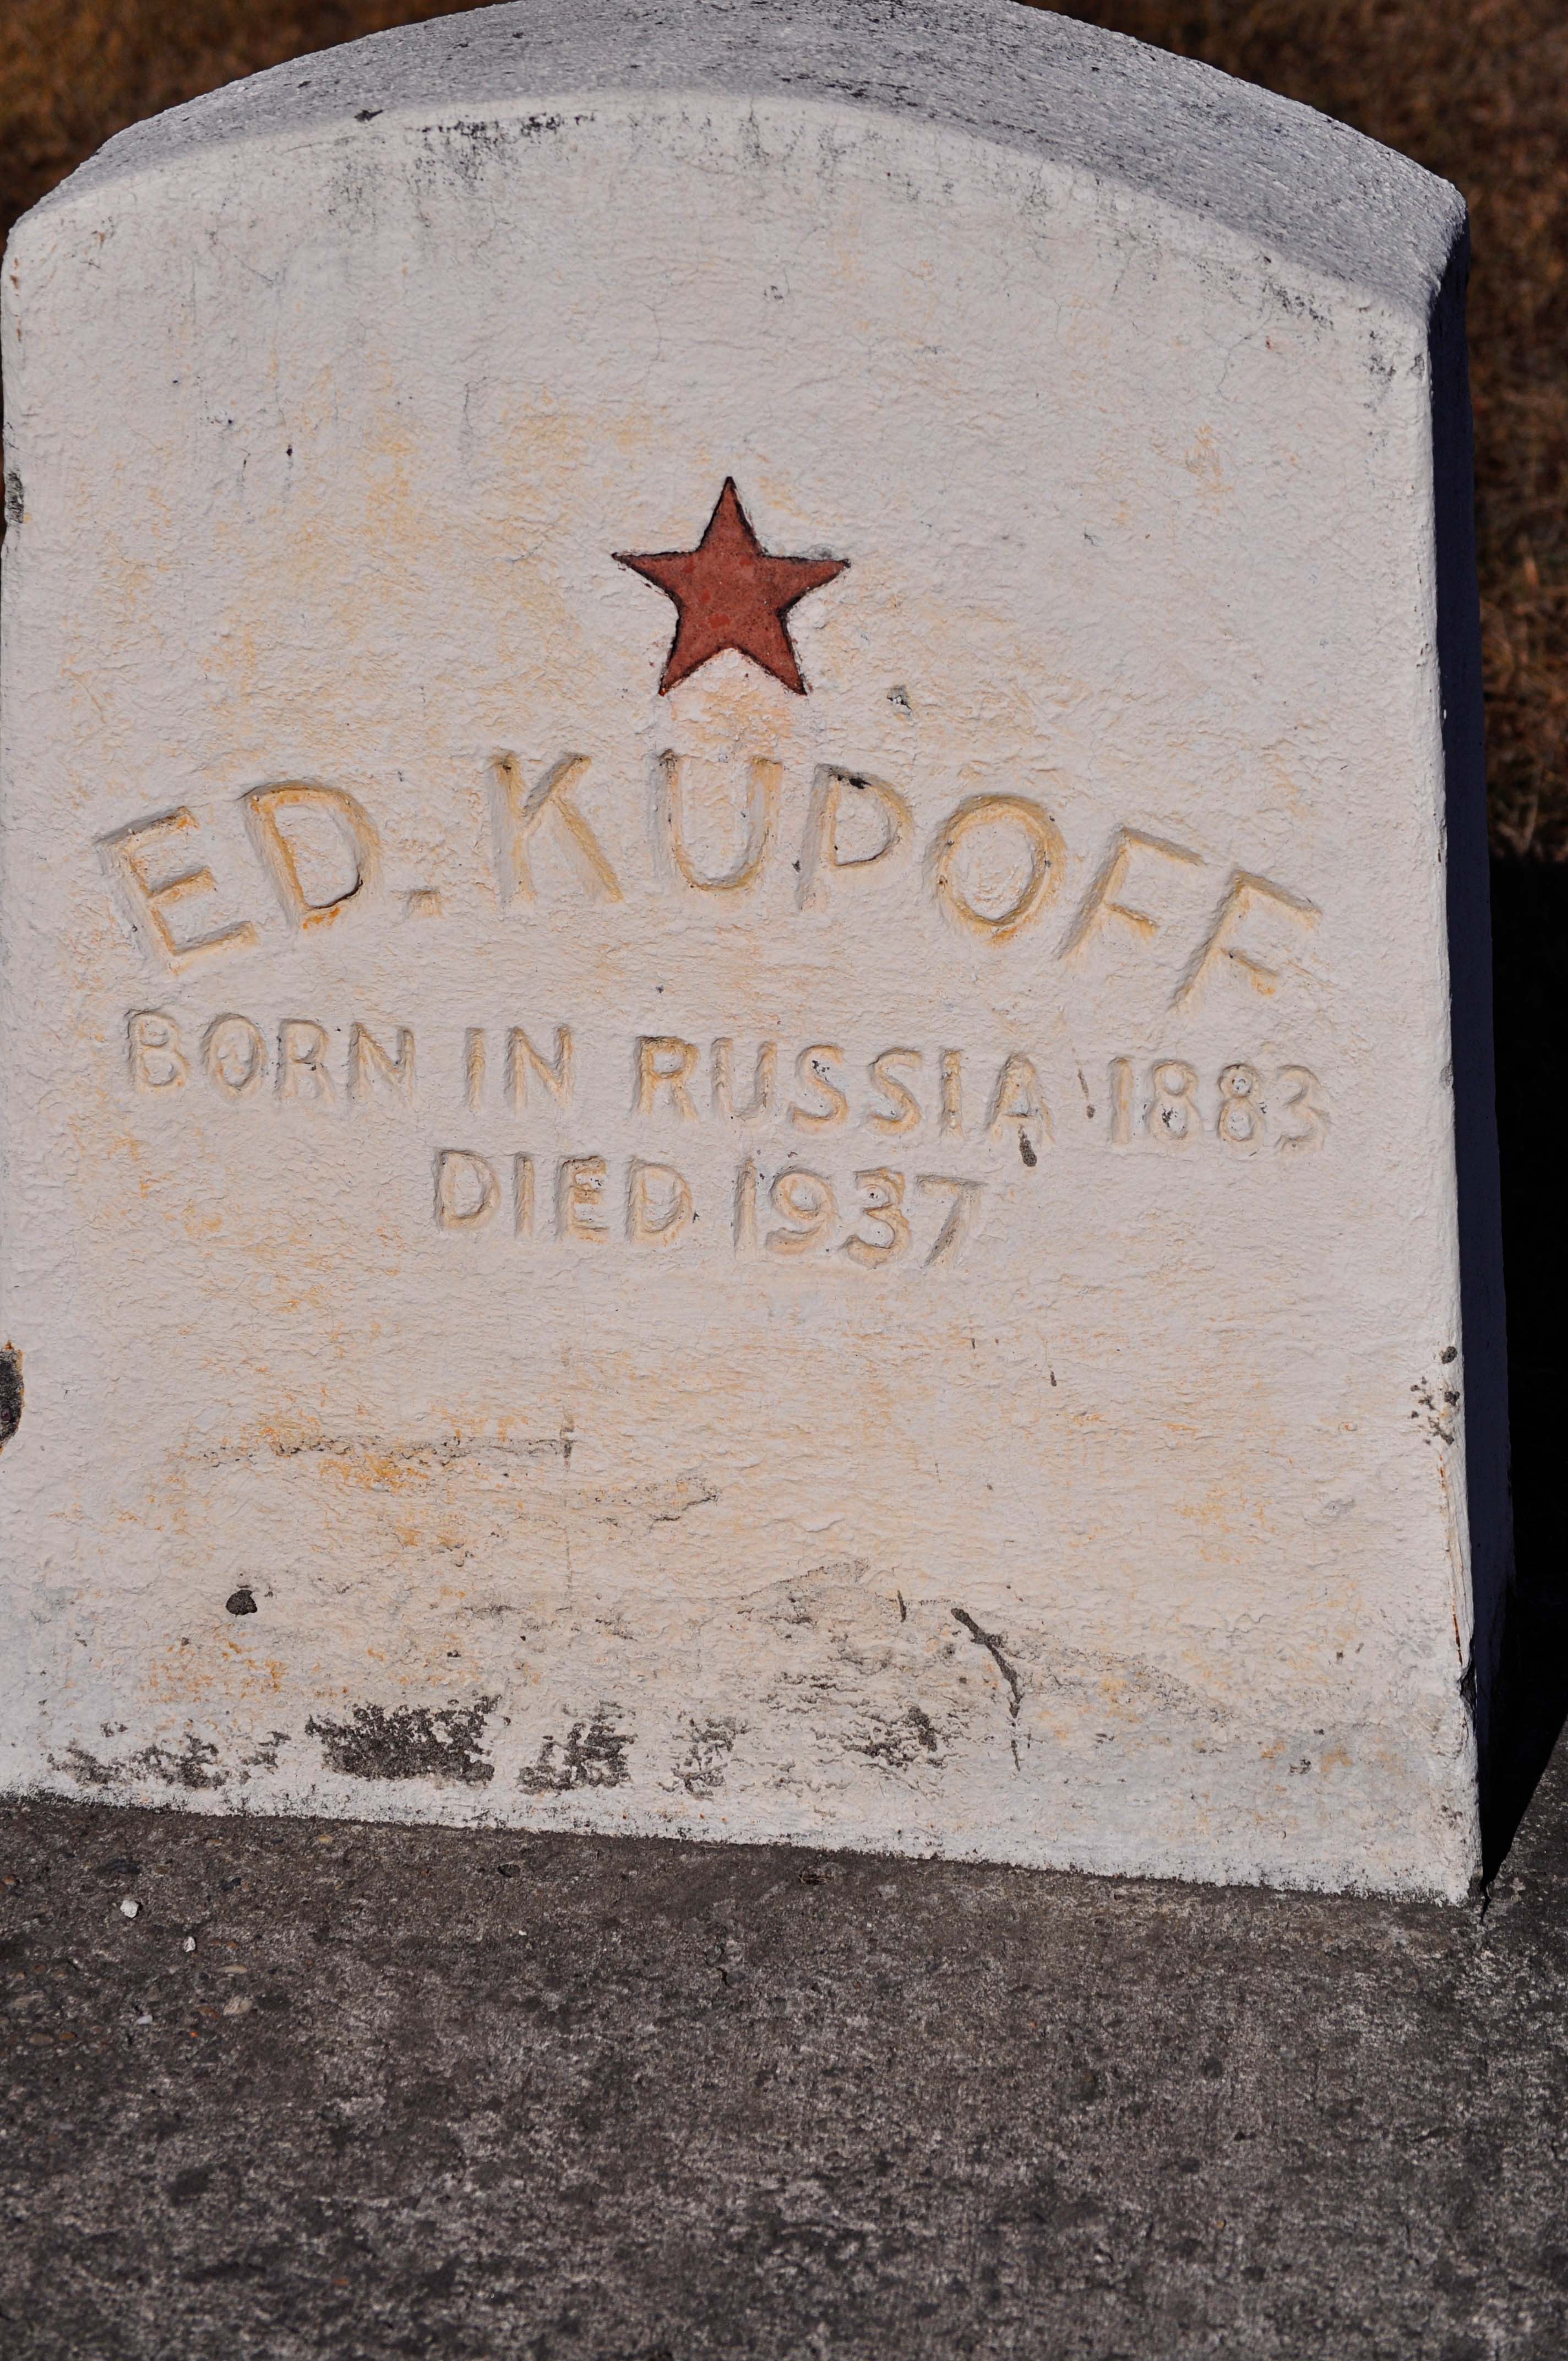 ED. KUPOFF
BORN IN RUSSIA 1883
DIED 1937